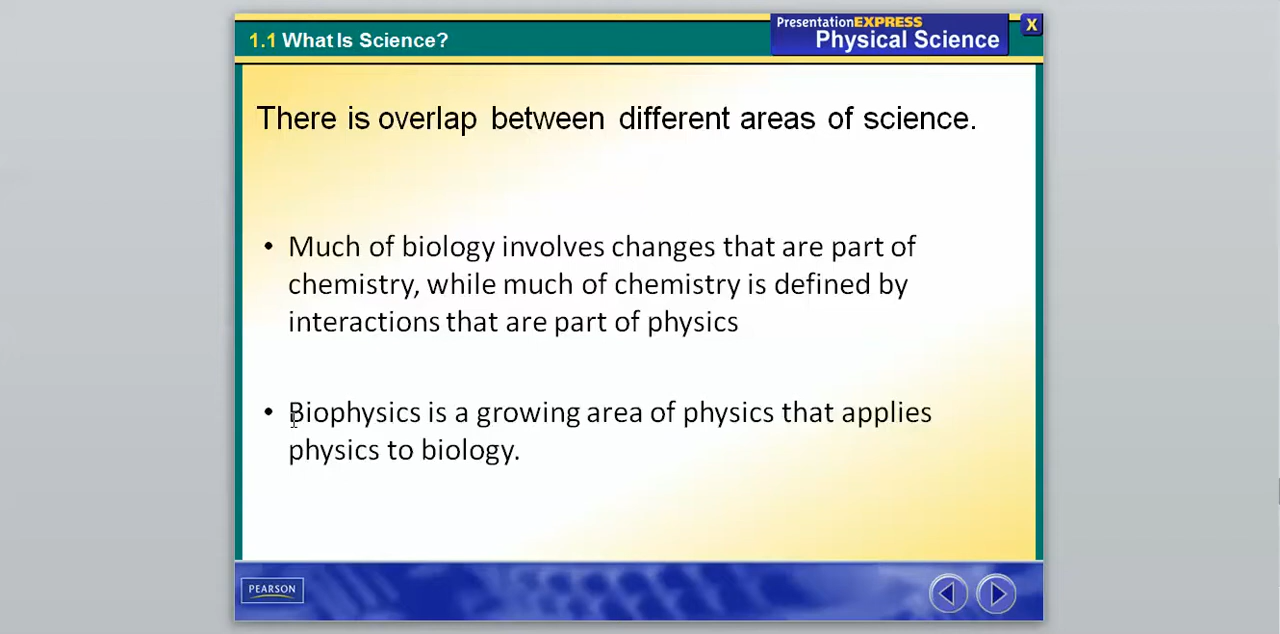 1.1 What Is Science?
PresentationEXPRESS
Physical Science
X
There is overlap between different areas of science.
• Much of biology involves changes that are part of
chemistry, while much of chemistry is defined by
interactions that are part of physics
• Biophysics is a growing area of physics that applies
physics to biology.
PEARSON